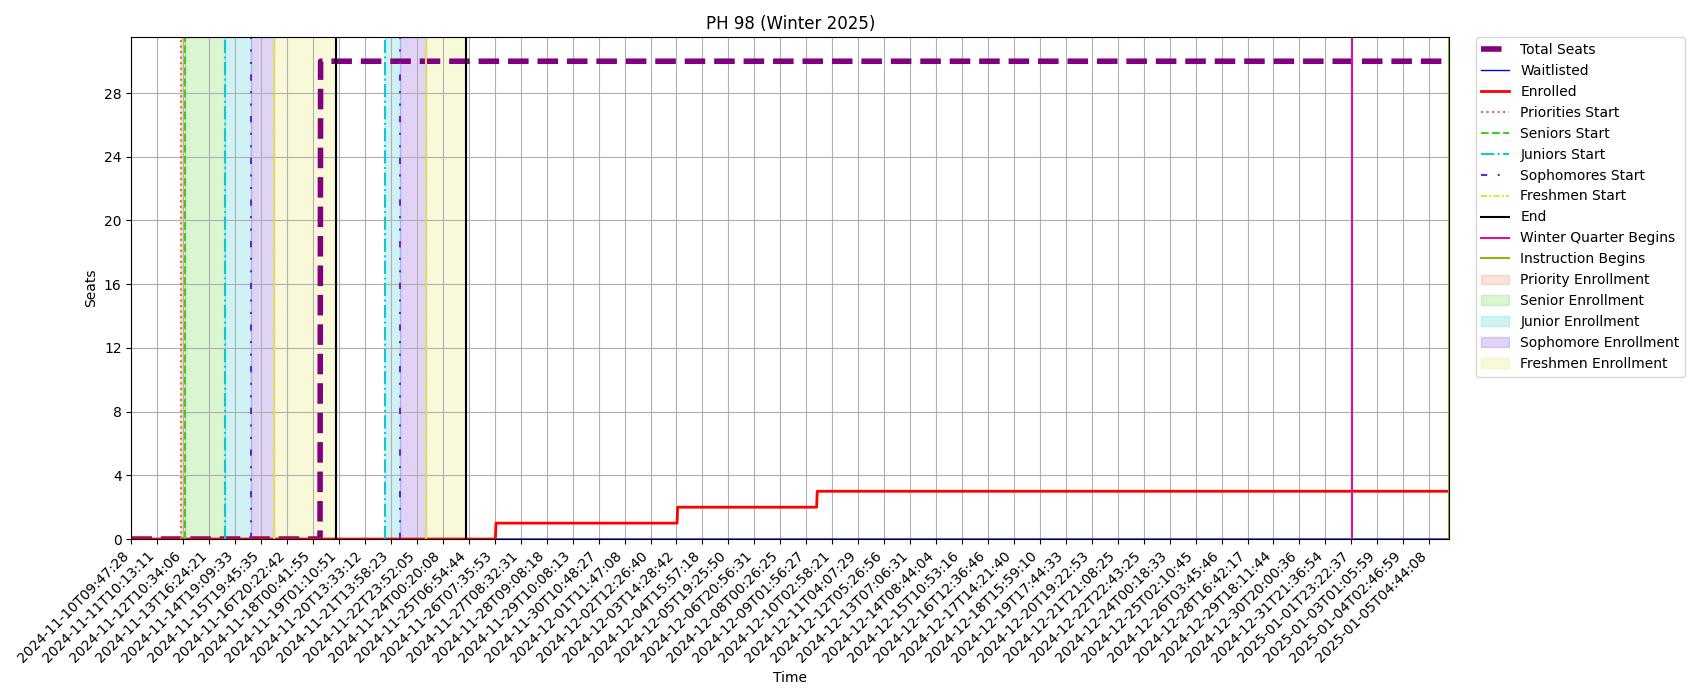 PH 98 (Winter 2025)
Seats
28
24
20
16
12
8
4
0
2024-11-10T09:47:28
2024-11-11T10:13:11
2024-11-12T10:34:06
2024-11-13T16:24:21
2024-11-14T19:09:33
2024-11-15T19:45:35
2024-11-16T20:22:42
2024-11-18T00:41:55
2024-11-19T01:10:51
2024-11-20T13:33:12
2024-11-21T13:58:23
2024-11-22T23:52:05
2024-11-24T00:20:08
2024-11-25T06:54:44
2024-11-26T07:35:53
2024-11-27T08:32:31
2024-11-28T09:08:18
2024-11-29T10:08:13
2024-11-30T10:48:27
2024-12-01T11:47:08
2024-12-02T12:26:40
2024-12-03T14:28:42
2024-12-04T15:57:18
2024-12-05T19:25:50
2024-12-06T20:56:31
2024-12-08T00:26:25
2024-12-09T01:56:27
2024-12-10T02:58:21
2024-12-11T04:07:29
2024-12-12T05:26:56
2024-12-13T07:06:31
2024-12-14T08:44:04
2024-12-15T10:53:16
2024-12-16T12:36:46
2024-12-17T14:21:40
2024-12-18T15:59:10
2024-12-19T17:44:33
2024-12-20T19:22:53
2024-12-21T21:08:25
2024-12-22T22:43:25
2024-12-24T00:18:33
2024-12-25T02:10:45
2024-12-26T03:45:46
2024-12-28T16:42:17
2024-12-29T18:11:44
2024-12-30T20:00:36
2024-12-31T21:36:54
2025-01-01T23:22:37
2025-01-03T01:05:59
2025-01-04T02:46:59
2025-01-05T04:44:08
Time
Total Seats
Waitlisted
Enrolled
Priorities Start
Seniors Start
Juniors Start
Sophomores Start
Freshmen Start
End
Winter Quarter Begins
Instruction Begins
Priority Enrollment
Senior Enrollment
Junior Enrollment
Sophomore Enrollment
Freshmen Enrollment